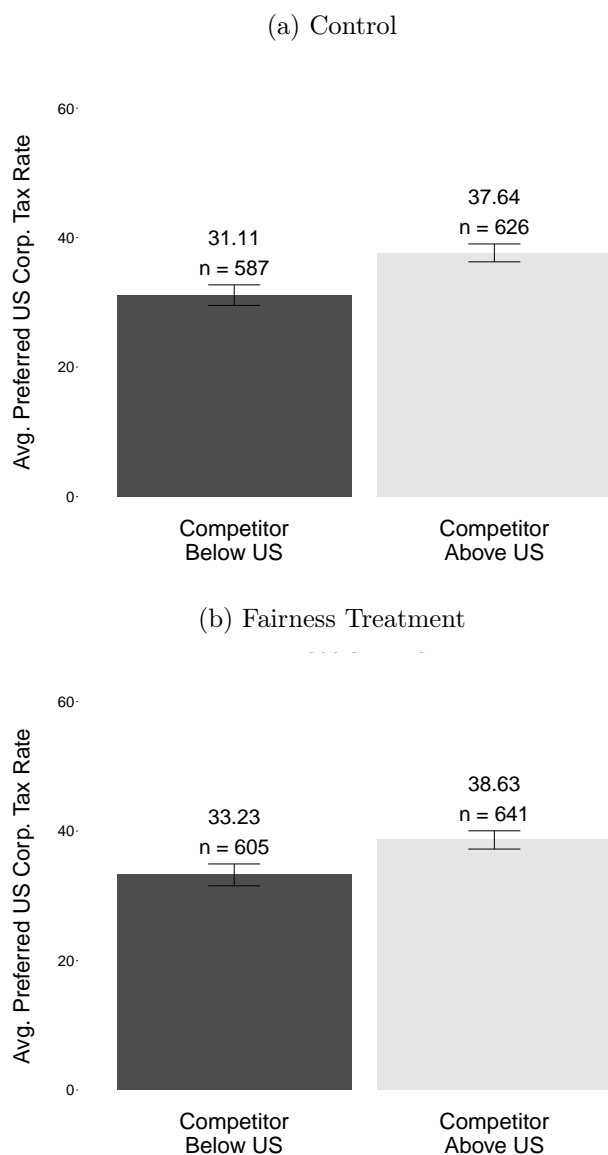 (a) Control
Avg. Preferred US Corp. Tax Rate
60
40
20
0
31.11
n = 587
37.64
n = 626
Competitor
Below US
Competitor
Above US
(b) Fairness Treatment
Avg. Preferred US Corp. Tax Rate
60
40
20
0
33.23
n = 605
38.63
n = 641
Competitor
Below US
Competitor
Above US